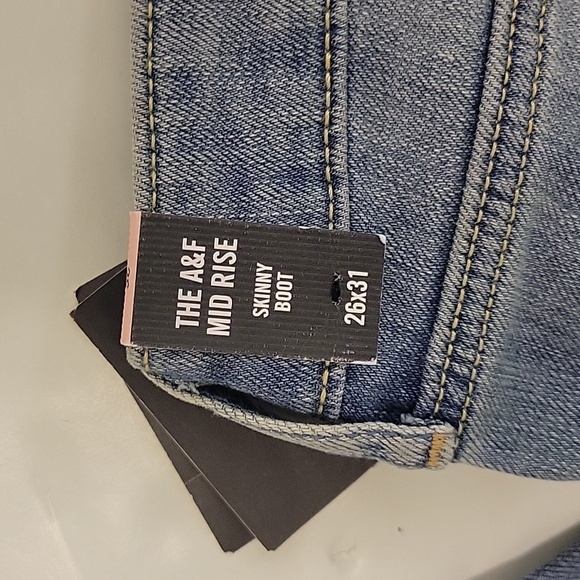 THE A&F
MID RISE
SKINNY
BOOT
26x31